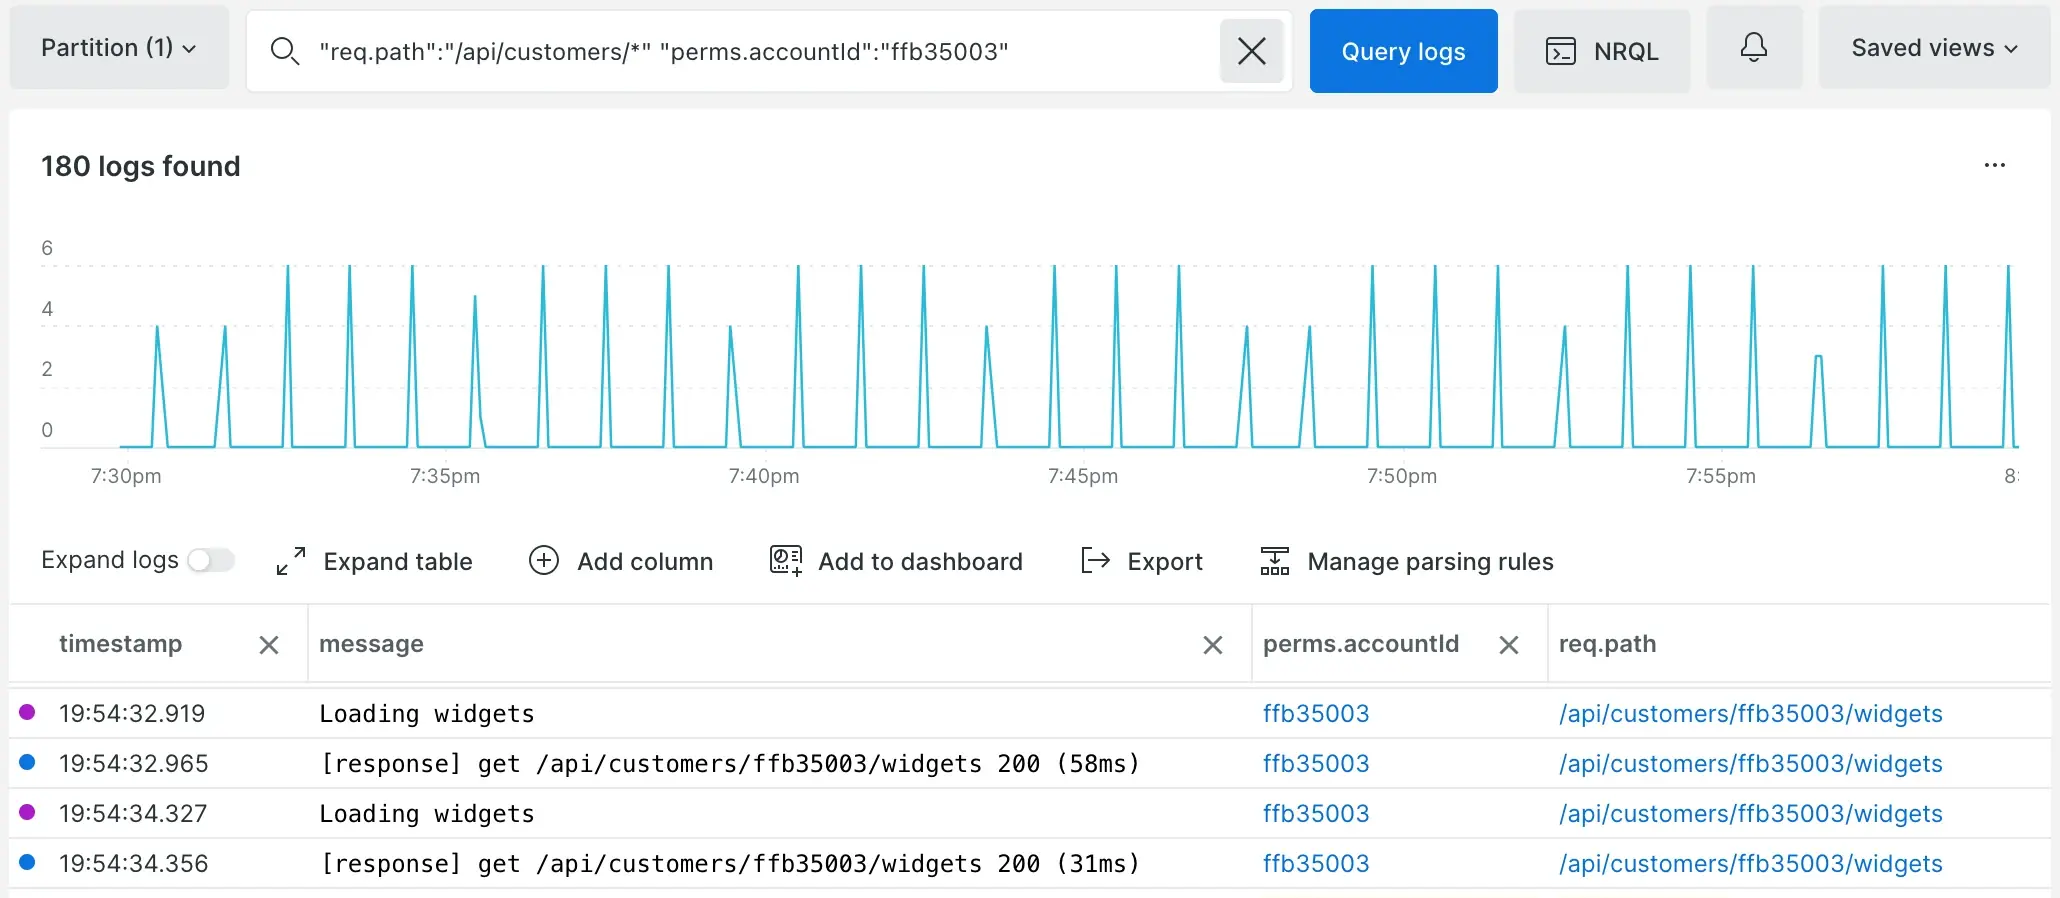 Partition (1)
"req.path":"/api/customers/*" "perms.accountId":"ffb35003"
Query logs
NRQL
Saved views
180 logs found
6
4
2
0
7:30pm 7:35pm 7:40pm 7:45pm 7:50pm 7:55pm 8:
Expand logs Expand table Add column Add to dashboard Export Manage parsing rules
timestamp message perms.accountId req.path
19:54:32.919 Loading widgets ffb35003 /api/customers/ffb35003/widgets
19:54:32.965 [response] get /api/customers/ffb35003/widgets 200 (58ms) ffb35003 /api/customers/ffb35003/widgets
19:54:34.327 Loading widgets ffb35003 /api/customers/ffb35003/widgets
19:54:34.356 [response] get /api/customers/ffb35003/widgets 200 (31ms) ffb35003 /api/customers/ffb35003/widgets